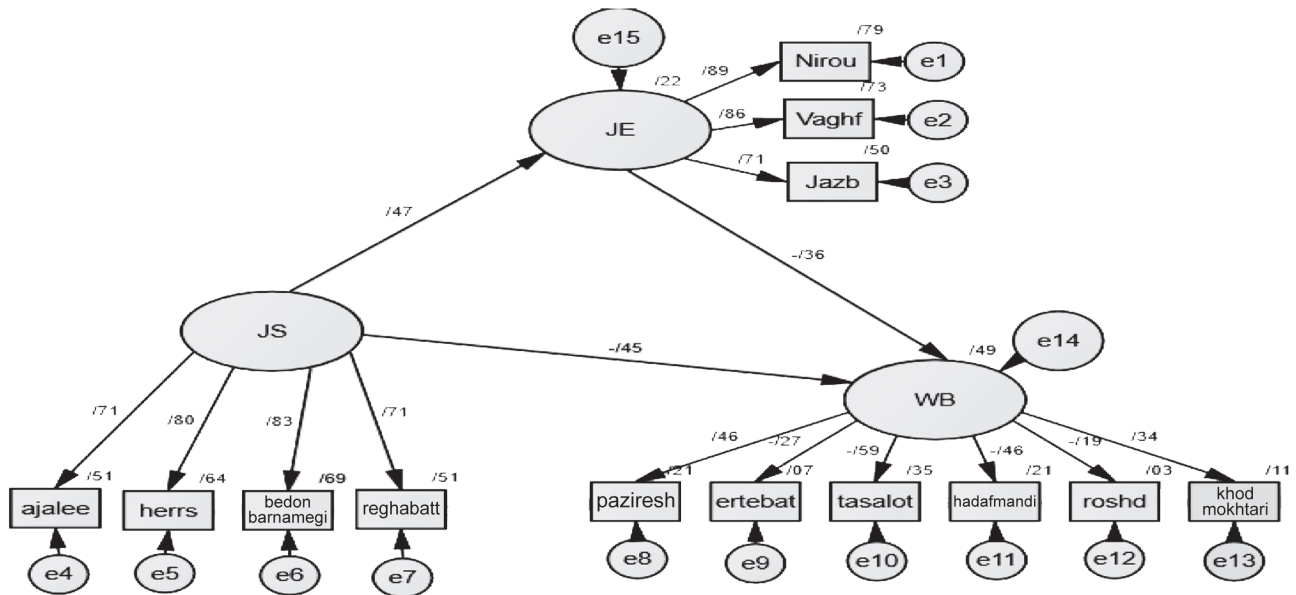 e15
/79
Nirou
e1
/22
/89
/73
JE
/86
Vaghf
e2
/50
/71
Jazb
e3
/47
-/36
JS
-/45
/49
e14
WB
/71
/80
/83
/71
/46
-/27
-/59
-/46
-/19
/34
/51
/64
/69
/51
/21
/07
/35
/21
/03
/11
ajalee
herrs
bedon
barnamegi
reghabatt
paziresh
ertebat
tasalot
hadafmandi
roshd
khod
mokhtari
e4
e5
e6
e7
e8
e9
e10
e11
e12
e13